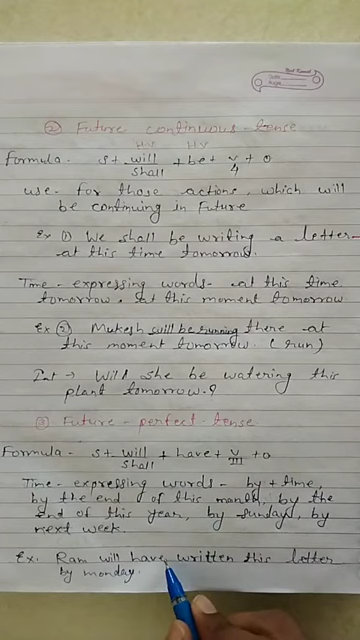 ② Future continuous tense
H.V H.V
Formula - S + will/shall + be + V4 + O
use - for those actions, which will
be continuing in Future
Ex ① We shall be writing a letter
at this time tomorrow.
Time - expressing words - at this time
tomorrow, at this moment tomorrow
Ex ② Mukesh will be running there at
this moment tomorrow. (run)
Int → Will she be watering this
plant tomorrow?
③ Future - perfect tense
Formula - S + will/shall + have + VIII + O
Time - expressing words - by + time,
by the end of this month, by the
end of this year, by sunday, by
next week.
Ex. Ram will have written this letter
by monday.